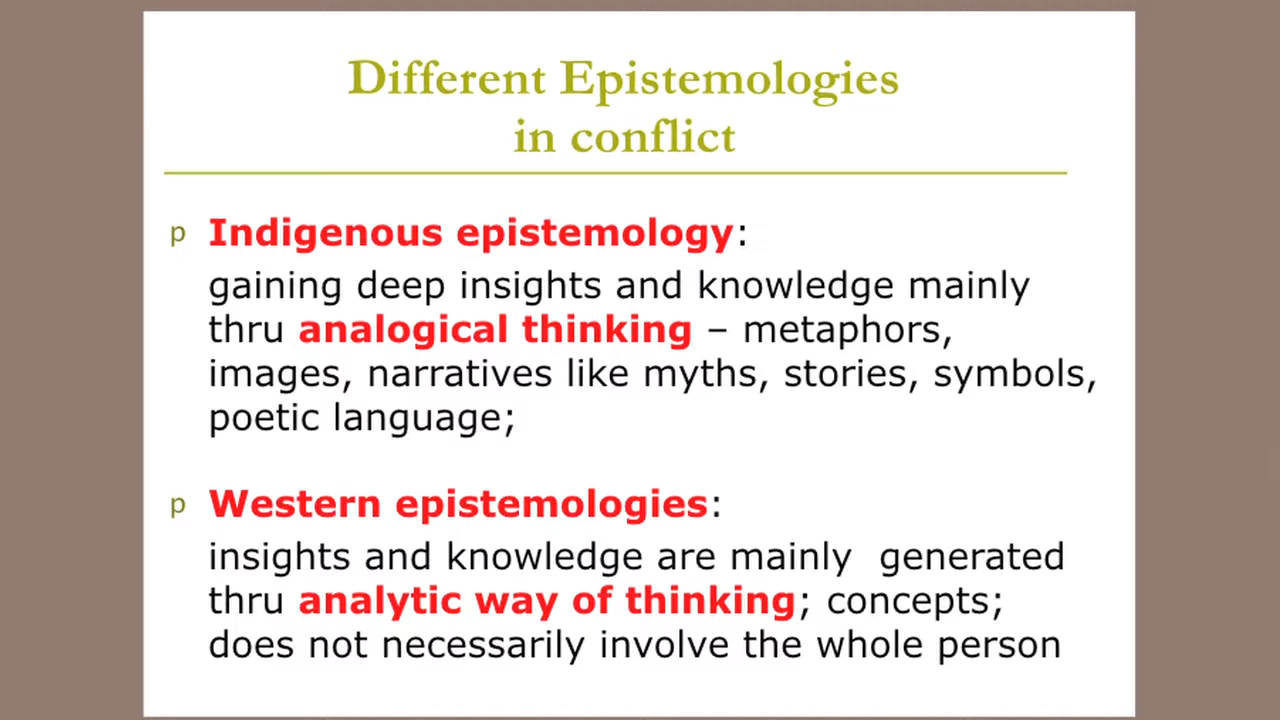 Different Epistemologies
in conflict
p Indigenous epistemology:
gaining deep insights and knowledge mainly
thru analogical thinking – metaphors,
images, narratives like myths, stories, symbols,
poetic language;
p Western epistemologies:
insights and knowledge are mainly  generated
thru analytic way of thinking; concepts;
does not necessarily involve the whole person